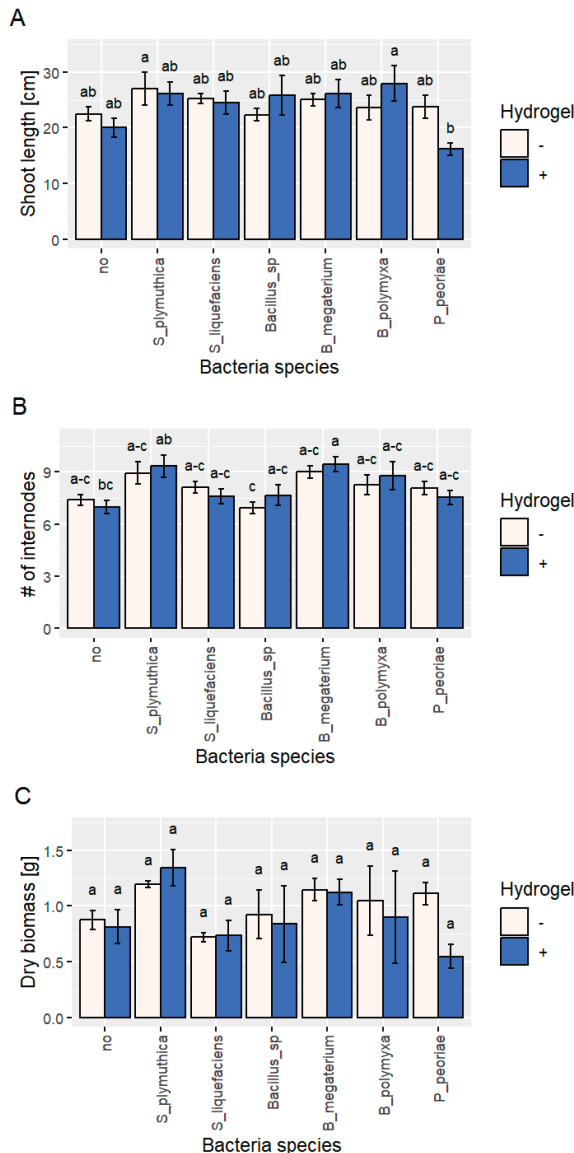 A
Shoot length [cm]
30
20
10
0
ab ab a ab ab ab ab ab ab ab ab a ab b
no
S_plymuthica
S_liquefaciens
Bacillus_sp
B_megaterium
B_polymyxa
P_peoriae
Bacteria species
Hydrogel
-
+
B
# of internodes
9
6
3
0
a-c bc a-c ab a-c a-c c a-c a-c a a-c a-c a-c a-c
no
S_plymuthica
S_liquefaciens
Bacillus_sp
B_megaterium
B_polymyxa
P_peoriae
Bacteria species
Hydrogel
-
+
C
Dry biomass [g]
1.5
1.0
0.5
0.0
a a a a a a a a a a a a a a
no
S_plymuthica
S_liquefaciens
Bacillus_sp
B_megaterium
B_polymyxa
P_peoriae
Bacteria species
Hydrogel
-
+